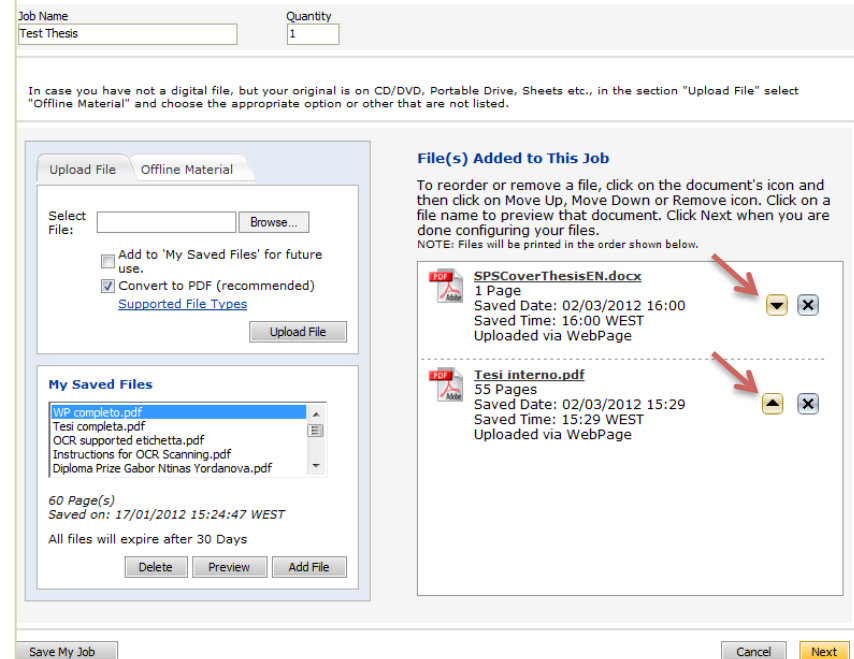 Job Name
Quantity
Test Thesis
1
In case you have not a digital file, but your original is on CD/DVD, Portable Drive, Sheets etc., in the section "Upload File" select
"Offline Material" and choose the appropriate option or other that are not listed.
Upload File
Offline Material
Select
File:
Browse...
Add to 'My Saved Files' for future
use.
Convert to PDF (recommended)
Supported File Types
Upload File
My Saved Files
WP completo.pdf
Tesi completa.pdf
OCR supported etichetta.pdf
Instructions for OCR Scanning.pdf
Diploma Prize Gabor Ntinas Yordanova.pdf
60 Page(s)
Saved on: 17/01/2012 15:24:47 WEST
All files will expire after 30 Days
Delete
Preview
Add File
File(s) Added to This Job
To reorder or remove a file, click on the document's icon and
then click on Move Up, Move Down or Remove icon. Click on a
file name to preview that document. Click Next when you are
done configuring your files.
NOTE: Files will be printed in the order shown below.
PDF
Adobe
SPSCoverThesisEN.docx
1 Page
Saved Date: 02/03/2012 16:00
Saved Time: 16:00 WEST
Uploaded via WebPage
PDF
Adobe
Tesi interno.pdf
55 Pages
Saved Date: 02/03/2012 15:29
Saved Time: 15:29 WEST
Uploaded via WebPage
Save My Job
Cancel
Next